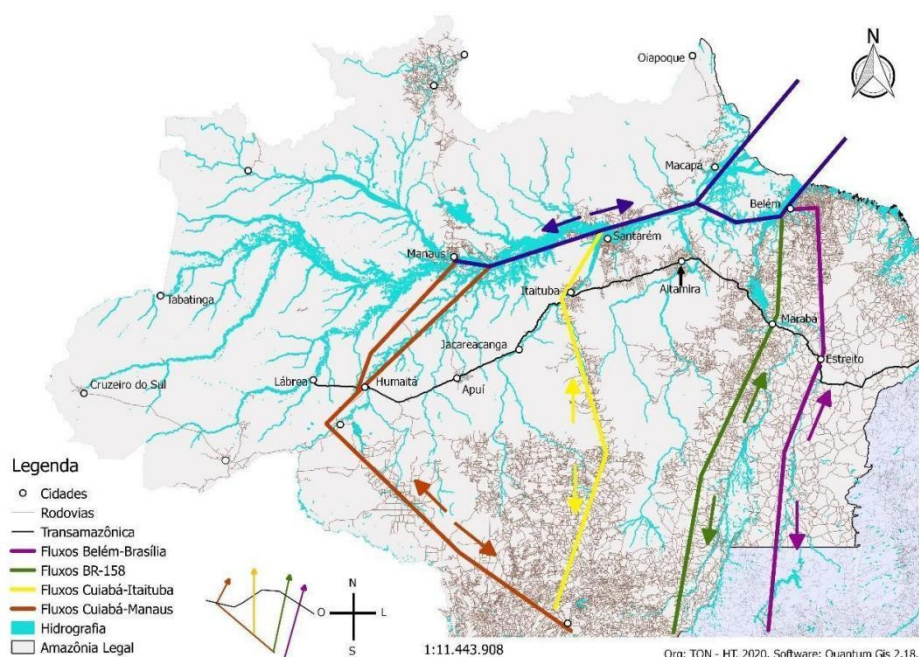 N
Oiapoque
Macapá
Belém
Manaus
Santarém
Tabatinga
Itaituba
Altamira
Marabá
Jacareacanga
Estreito
Cruzeiro do Sul
Lábrea
Humaitá
Apuí
Legenda
Cidades
Rodovias
Transamazônica
Fluxos Belém-Brasília
Fluxos BR-158
Fluxos Cuiabá-Itaituba
Fluxos Cuiabá-Manaus
Hidrografia
Amazônia Legal
N
O L
S
1:11.443.908
Org: TON - HT, 2020. Software: Quantum Gis 2.18.